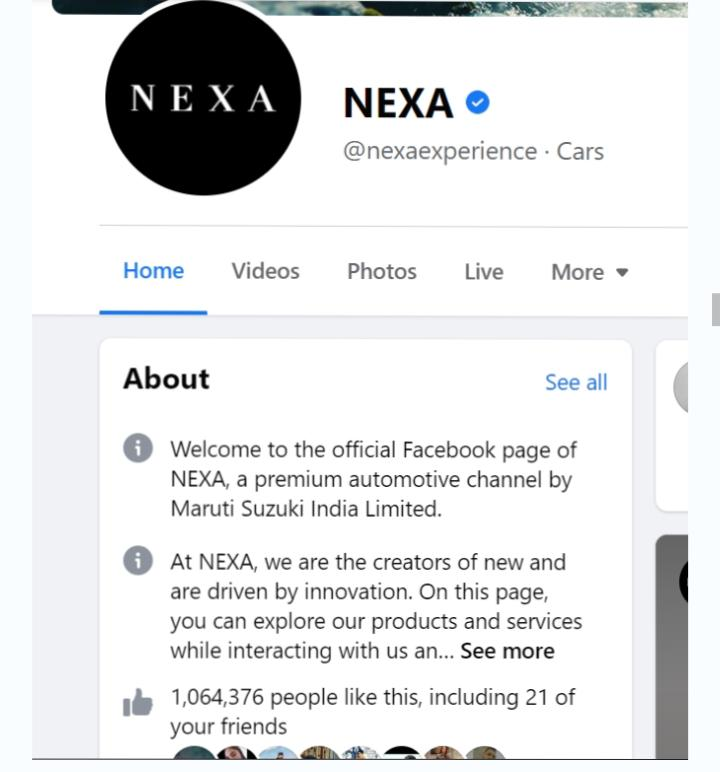 NEXA
NEXA
@nexaexperience · Cars
Home Videos Photos Live More
About
See all
Welcome to the official Facebook page of
NEXA, a premium automotive channel by
Maruti Suzuki India Limited.
At NEXA, we are the creators of new and
are driven by innovation. On this page,
you can explore our products and services
while interacting with us an... See more
1,064,376 people like this, including 21 of
your friends